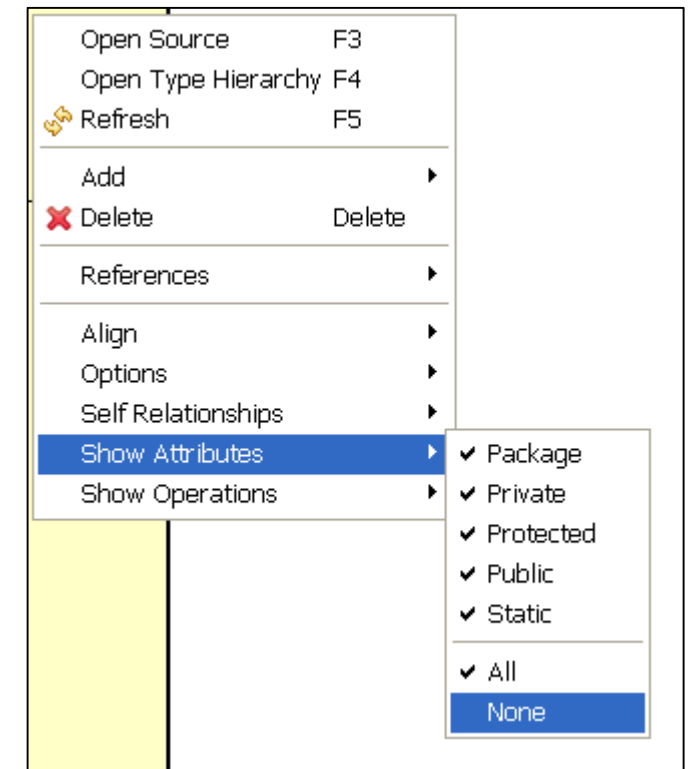 Open Source F3
Open Type Hierarchy F4
Refresh F5
Add
Delete Delete
References
Align
Options
Self Relationships
Show Attributes
Show Operations
Package
Private
Protected
Public
Static
All
None